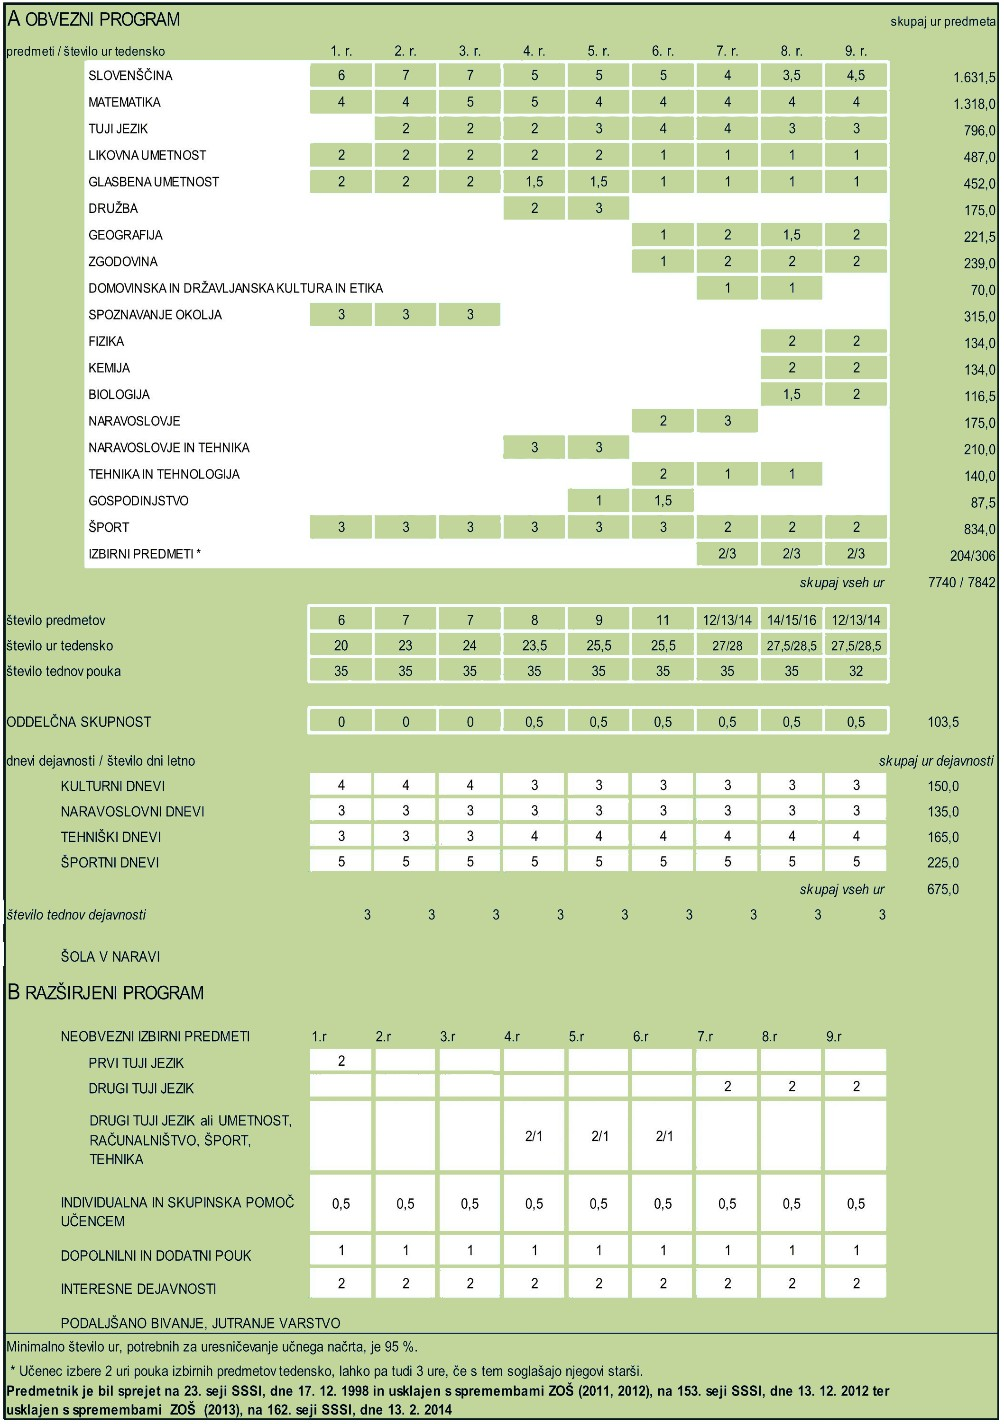 A OBVEZNI PROGRAM skupaj ur predmeta
predmeti / število ur tedensko 1. r. 2. r. 3. r. 4. r. 5. r. 6. r. 7. r. 8. r. 9. r.
SLOVENŠČINA 6 7 7 5 5 5 4 3,5 4,5 1.631,5
MATEMATIKA 4 4 5 5 4 4 4 4 4 1.318,0
TUJI JEZIK 2 2 2 3 4 4 3 3 796,0
LIKOVNA UMETNOST 2 2 2 2 2 1 1 1 1 487,0
GLASBENA UMETNOST 2 2 2 1,5 1,5 1 1 1 1 452,0
DRUŽBA 2 3 175,0
GEOGRAFIJA 1 2 1,5 2 221,5
ZGODOVINA 1 2 2 2 239,0
DOMOVINSKA IN DRŽAVLJANSKA KULTURA IN ETIKA 1 1 70,0
SPOZNAVANJE OKOLJA 3 3 3 315,0
FIZIKA 2 2 134,0
KEMIJA 2 2 134,0
BIOLOGIJA 1,5 2 116,5
NARAVOSLOVJE 2 3 175,0
NARAVOSLOVJE IN TEHNIKA 3 3 210,0
TEHNIKA IN TEHNOLOGIJA 2 1 1 140,0
GOSPODINJSTVO 1 1,5 87,5
ŠPORT 3 3 3 3 3 3 2 2 2 834,0
IZBIRNI PREDMETI * 2/3 2/3 2/3 204/306
skupaj vseh ur 7740 / 7842
število predmetov 6 7 7 8 9 11 12/13/14 14/15/16 12/13/14
število ur tedensko 20 23 24 23,5 25,5 25,5 27/28 27,5/28,5 27,5/28,5
število tednov pouka 35 35 35 35 35 35 35 35 32
ODDELČNA SKUPNOST 0 0 0 0,5 0,5 0,5 0,5 0,5 0,5 103,5
dnevi dejavnosti / število dni letno skupaj ur dejavnosti
KULTURNI DNEVI 4 4 4 3 3 3 3 3 3 150,0
NARAVOSLOVNI DNEVI 3 3 3 3 3 3 3 3 3 135,0
TEHNIŠKI DNEVI 3 3 3 4 4 4 4 4 4 165,0
ŠPORTNI DNEVI 5 5 5 5 5 5 5 5 5 225,0
skupaj vseh ur 675,0
število tednov dejavnosti 3 3 3 3 3 3 3 3 3
ŠOLA V NARAVI
B RAZŠIRJENI PROGRAM
NEOBVEZNI IZBIRNI PREDMETI 1.r 2.r 3.r 4.r 5.r 6.r 7.r 8.r 9.r
PRVI TUJI JEZIK 2
DRUGI TUJI JEZIK 2 2 2
DRUGI TUJI JEZIK ali UMETNOST,
RAČUNALNIŠTVO, ŠPORT, 2/1 2/1 2/1
TEHNIKA
INDIVIDUALNA IN SKUPINSKA POMOČ 0,5 0,5 0,5 0,5 0,5 0,5 0,5 0,5 0,5
UČENCEM
DOPOLNILNI IN DODATNI POUK 1 1 1 1 1 1 1 1 1
INTERESNE DEJAVNOSTI 2 2 2 2 2 2 2 2 2
PODALJŠANO BIVANJE, JUTRANJE VARSTVO
Minimalno število ur, potrebnih za uresničevanje učnega načrta, je 95 %.
* Učenec izbere 2 uri pouka izbirnih predmetov tedensko, lahko pa tudi 3 ure, če s tem soglašajo njegovi starši.
Predmetnik je bil sprejet na 23. seji SSSI, dne 17. 12. 1998 in usklajen s spremembami ZOŠ (2011, 2012), na 153. seji SSSI, dne 13. 12. 2012 ter
usklajen s spremembami ZOŠ (2013), na 162. seji SSSI, dne 13. 2. 2014